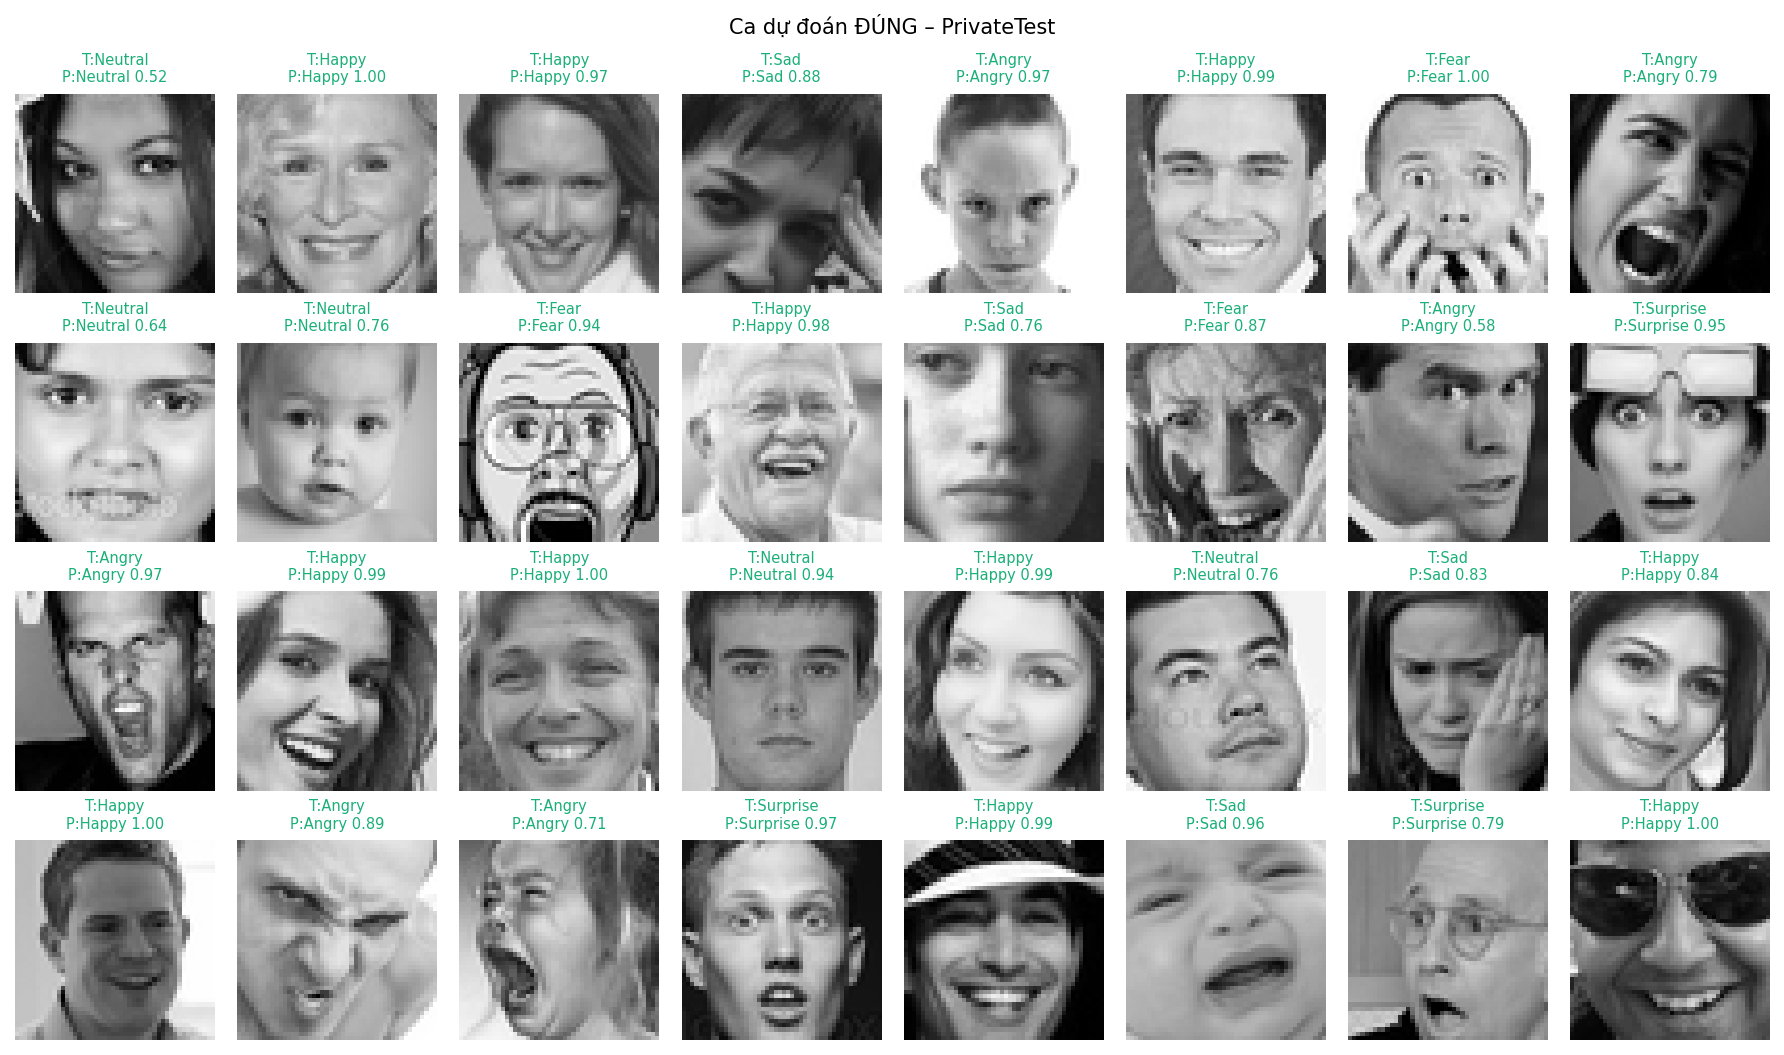 Ca dự đoán ĐÚNG – PrivateTest
T:Neutral
P:Neutral 0.52
T:Happy
P:Happy 1.00
T:Happy
P:Happy 0.97
T:Sad
P:Sad 0.88
T:Angry
P:Angry 0.97
T:Happy
P:Happy 0.99
T:Fear
P:Fear 1.00
T:Angry
P:Angry 0.79
T:Neutral
P:Neutral 0.64
T:Neutral
P:Neutral 0.76
T:Fear
P:Fear 0.94
T:Happy
P:Happy 0.98
T:Sad
P:Sad 0.76
T:Fear
P:Fear 0.87
T:Angry
P:Angry 0.58
T:Surprise
P:Surprise 0.95
T:Angry
P:Angry 0.97
T:Happy
P:Happy 0.99
T:Happy
P:Happy 1.00
T:Neutral
P:Neutral 0.94
T:Happy
P:Happy 0.99
T:Neutral
P:Neutral 0.76
T:Sad
P:Sad 0.83
T:Happy
P:Happy 0.84
T:Happy
P:Happy 1.00
T:Angry
P:Angry 0.89
T:Angry
P:Angry 0.71
T:Surprise
P:Surprise 0.97
T:Happy
P:Happy 0.99
T:Sad
P:Sad 0.96
T:Surprise
P:Surprise 0.79
T:Happy
P:Happy 1.00